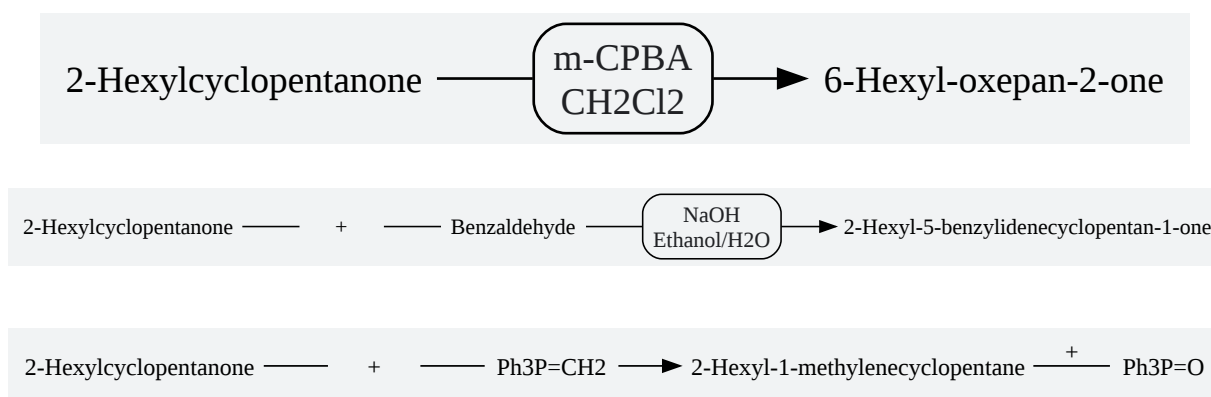 2-Hexylcyclopentanone
m-CPBA
CH2Cl2
6-Hexyl-oxepan-2-one
2-Hexylcyclopentanone + Benzaldehyde
NaOH
Ethanol/H2O
2-Hexyl-5-benzylidenecyclopentan-1-one
2-Hexylcyclopentanone + Ph3P=CH2 2-Hexyl-1-methylenecyclopentane + Ph3P=O